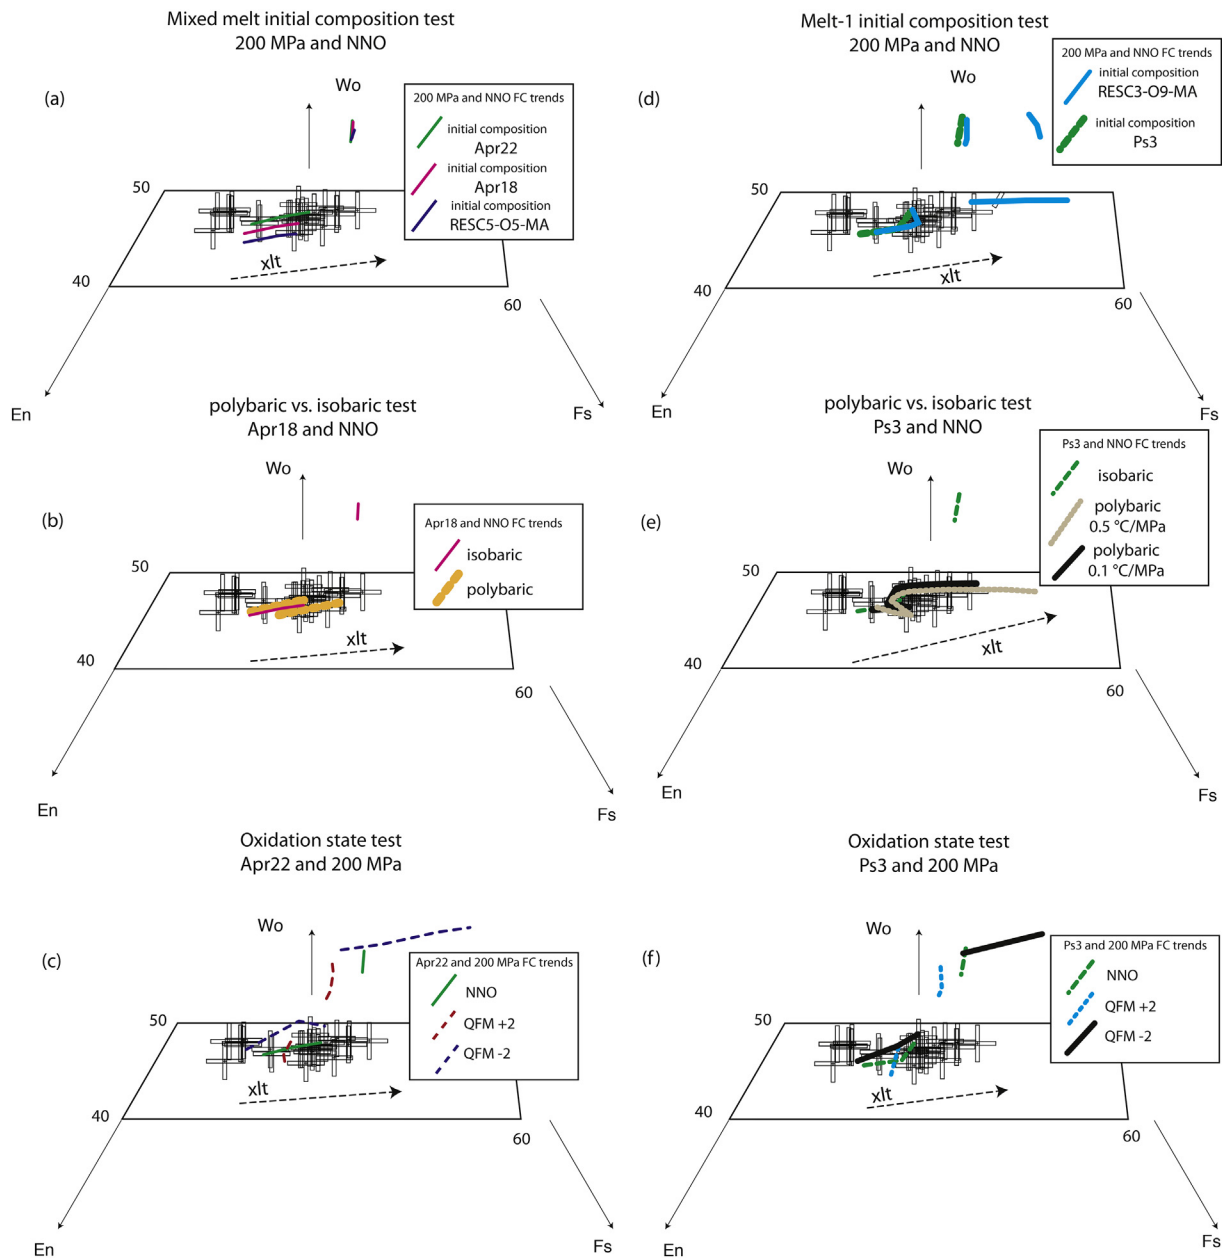 Mixed melt initial composition test
200 MPa and NNO
(a)
Wo
200 MPa and NNO FC trends
initial composition
Apr22
initial composition
Apr18
initial composition
RESC5-O5-MA
50
40
xlt
60
En
Fs
polybaric vs. isobaric test
Apr18 and NNO
(b)
Wo
Apr18 and NNO FC trends
isobaric
polybaric
50
40
xlt
60
En
Fs
Oxidation state test
Apr22 and 200 MPa
(c)
Wo
Apr22 and 200 MPa FC trends
NNO
QFM +2
QFM -2
50
40
xlt
60
En
Fs
Melt-1 initial composition test
200 MPa and NNO
(d)
Wo
200 MPa and NNO FC trends
initial composition
RESC3-O9-MA
initial composition
Ps3
50
40
xlt
60
En
Fs
polybaric vs. isobaric test
Ps3 and NNO
(e)
Wo
Ps3 and NNO FC trends
isobaric
polybaric
0.5 °C/MPa
polybaric
0.1 °C/MPa
50
40
xlt
60
En
Fs
Oxidation state test
Ps3 and 200 MPa
(f)
Wo
Ps3 and 200 MPa FC trends
NNO
QFM +2
QFM -2
50
40
xlt
60
En
Fs